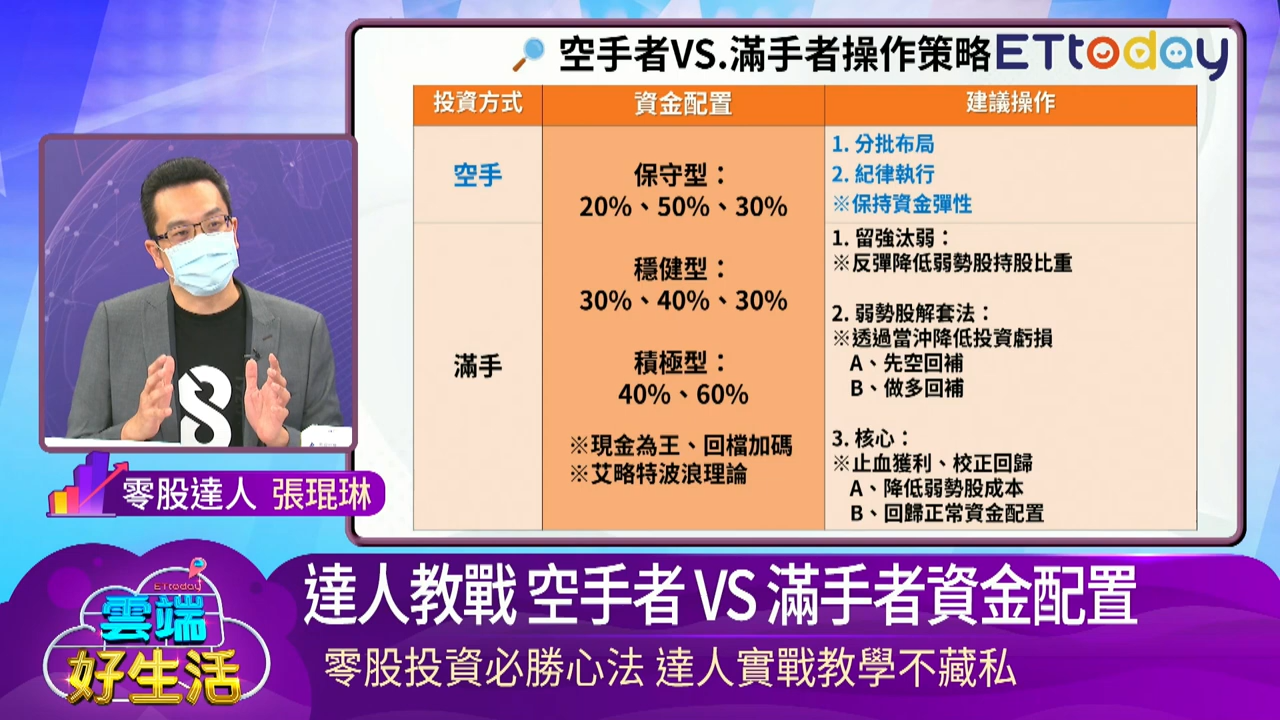 空手者VS.滿手者操作策略
ETtoday
投資方式
資金配置
建議操作
空手
保守型：
20%、50%、30%
穩健型：
30%、40%、30%
積極型：
40%、60%
※現金為王、回檔加碼
※艾略特波浪理論
1. 分批布局
2. 紀律執行
※保持資金彈性
滿手
1. 留強汰弱：
※反彈降低弱勢股持股比重
2. 弱勢股解套法：
※透過當沖降低投資虧損
A、先空回補
B、做多回補
3. 核心：
※止血獲利、校正回歸
A、降低弱勢股成本
B、回歸正常資金配置
零股達人 張琨琳
ETtoday
雲端
好生活
達人教戰 空手者 VS 滿手者資金配置
零股投資必勝心法 達人實戰教學不藏私